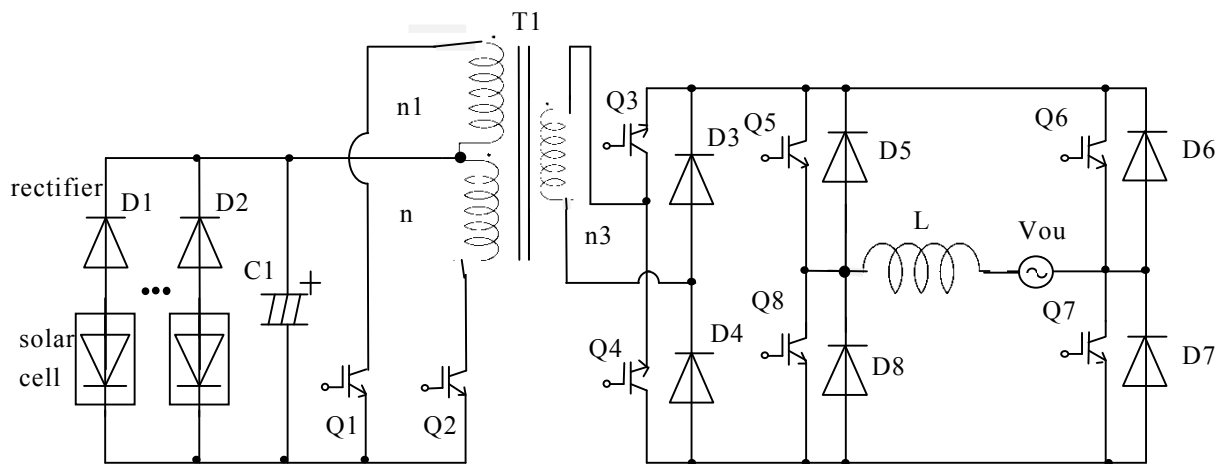 T1
n1
Q3
Q5
Q6
D3
D5
D6
rectifier
D1
D2
n
n3
L
Vou
C1
+
Q8
Q7
solar
cell
Q4
D4
D8
D7
Q1
Q2